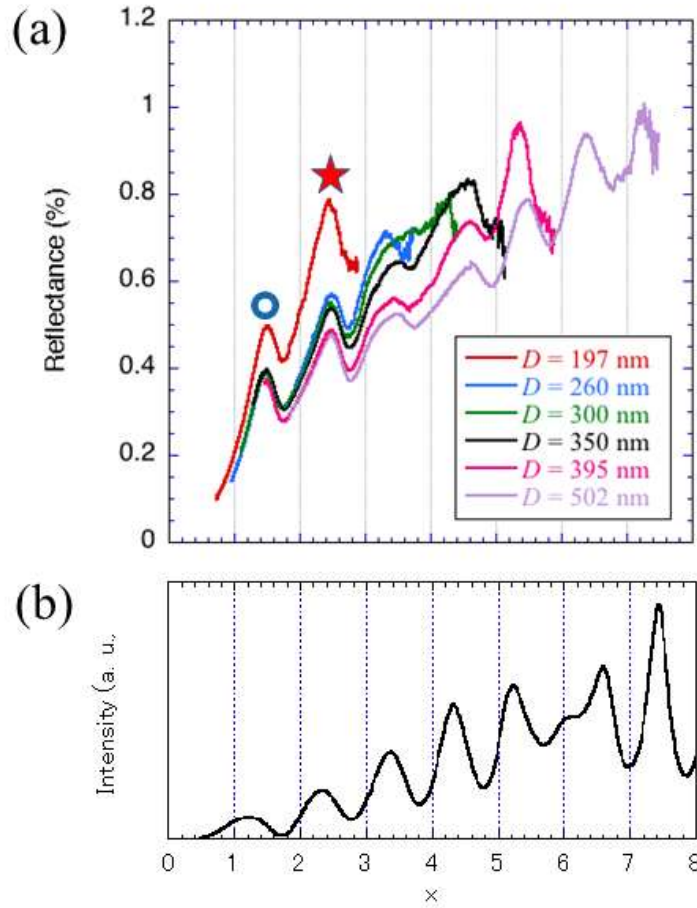 (a)
1.2
1
0.8
0.6
0.4
0.2
0
Reflectance (%)
D = 197 nm
D = 260 nm
D = 300 nm
D = 350 nm
D = 395 nm
D = 502 nm
(b)
Intensity (a. u.,
0 1 2 3 4 5 6 7 8
x